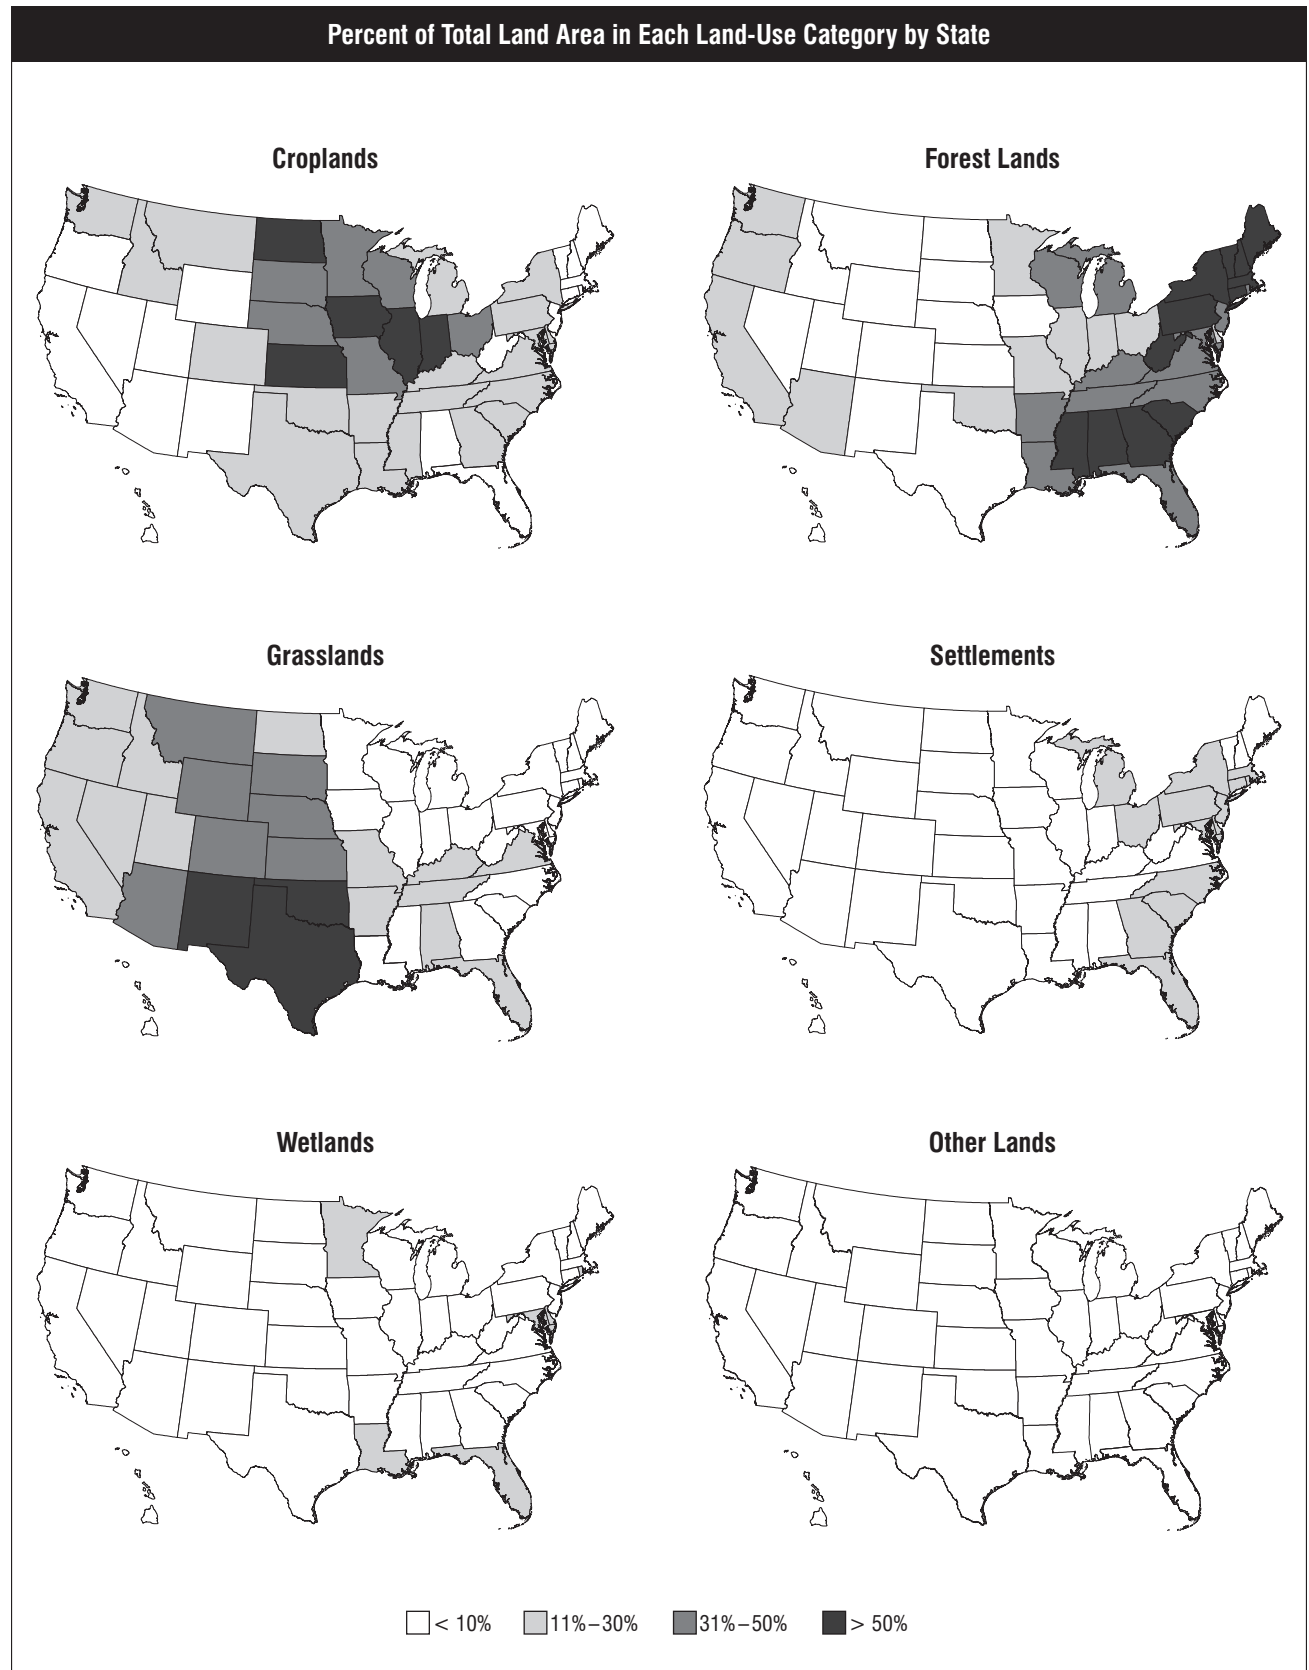 Percent of Total Land Area in Each Land-Use Category by State
Croplands
Forest Lands
Grasslands
Settlements
Wetlands
Other Lands
< 10%
11%–30%
31%–50%
> 50%